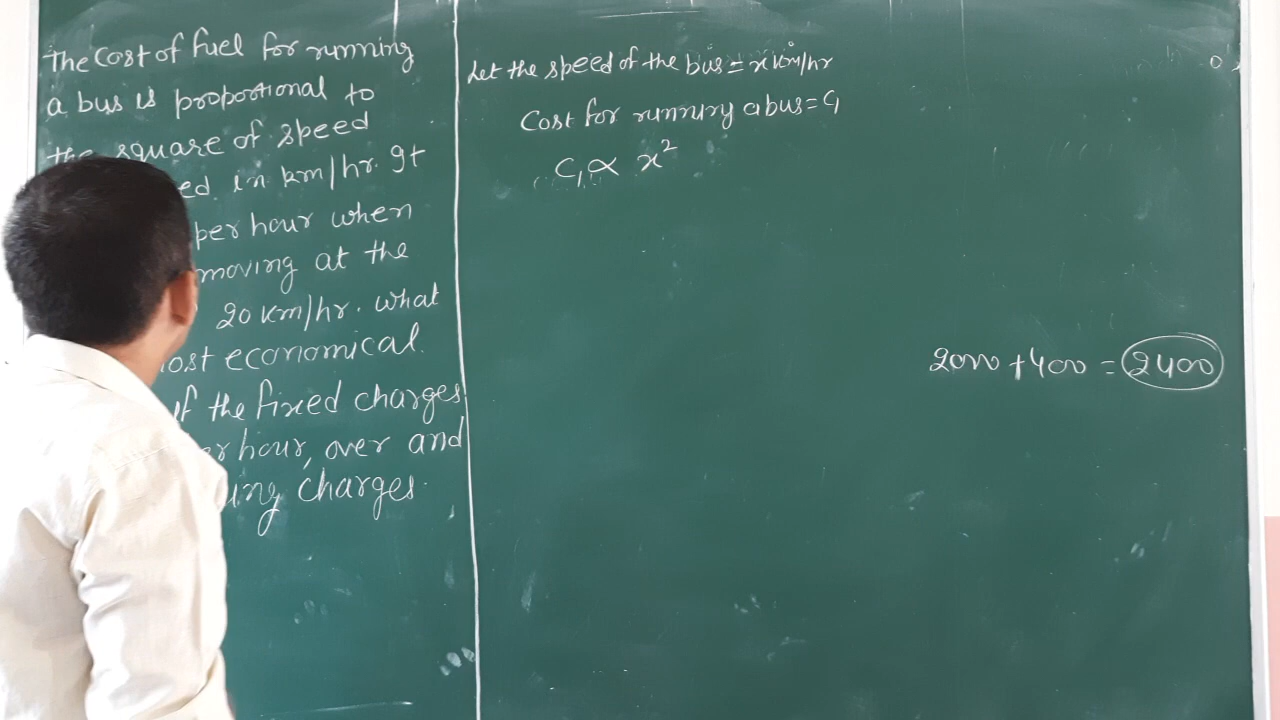 The Cost of fuel for running
a bus is proportional to
the square of speed
ed in km/hr. It
per hour when
moving at the
20 km/hr. what
ost economical.
if the fixed charges
er hour, over and
ing charges.
Let the speed of the bus = x km/hr
Cost for running a bus = C1
C1 ∝ x²
2000 + 400 = 2400